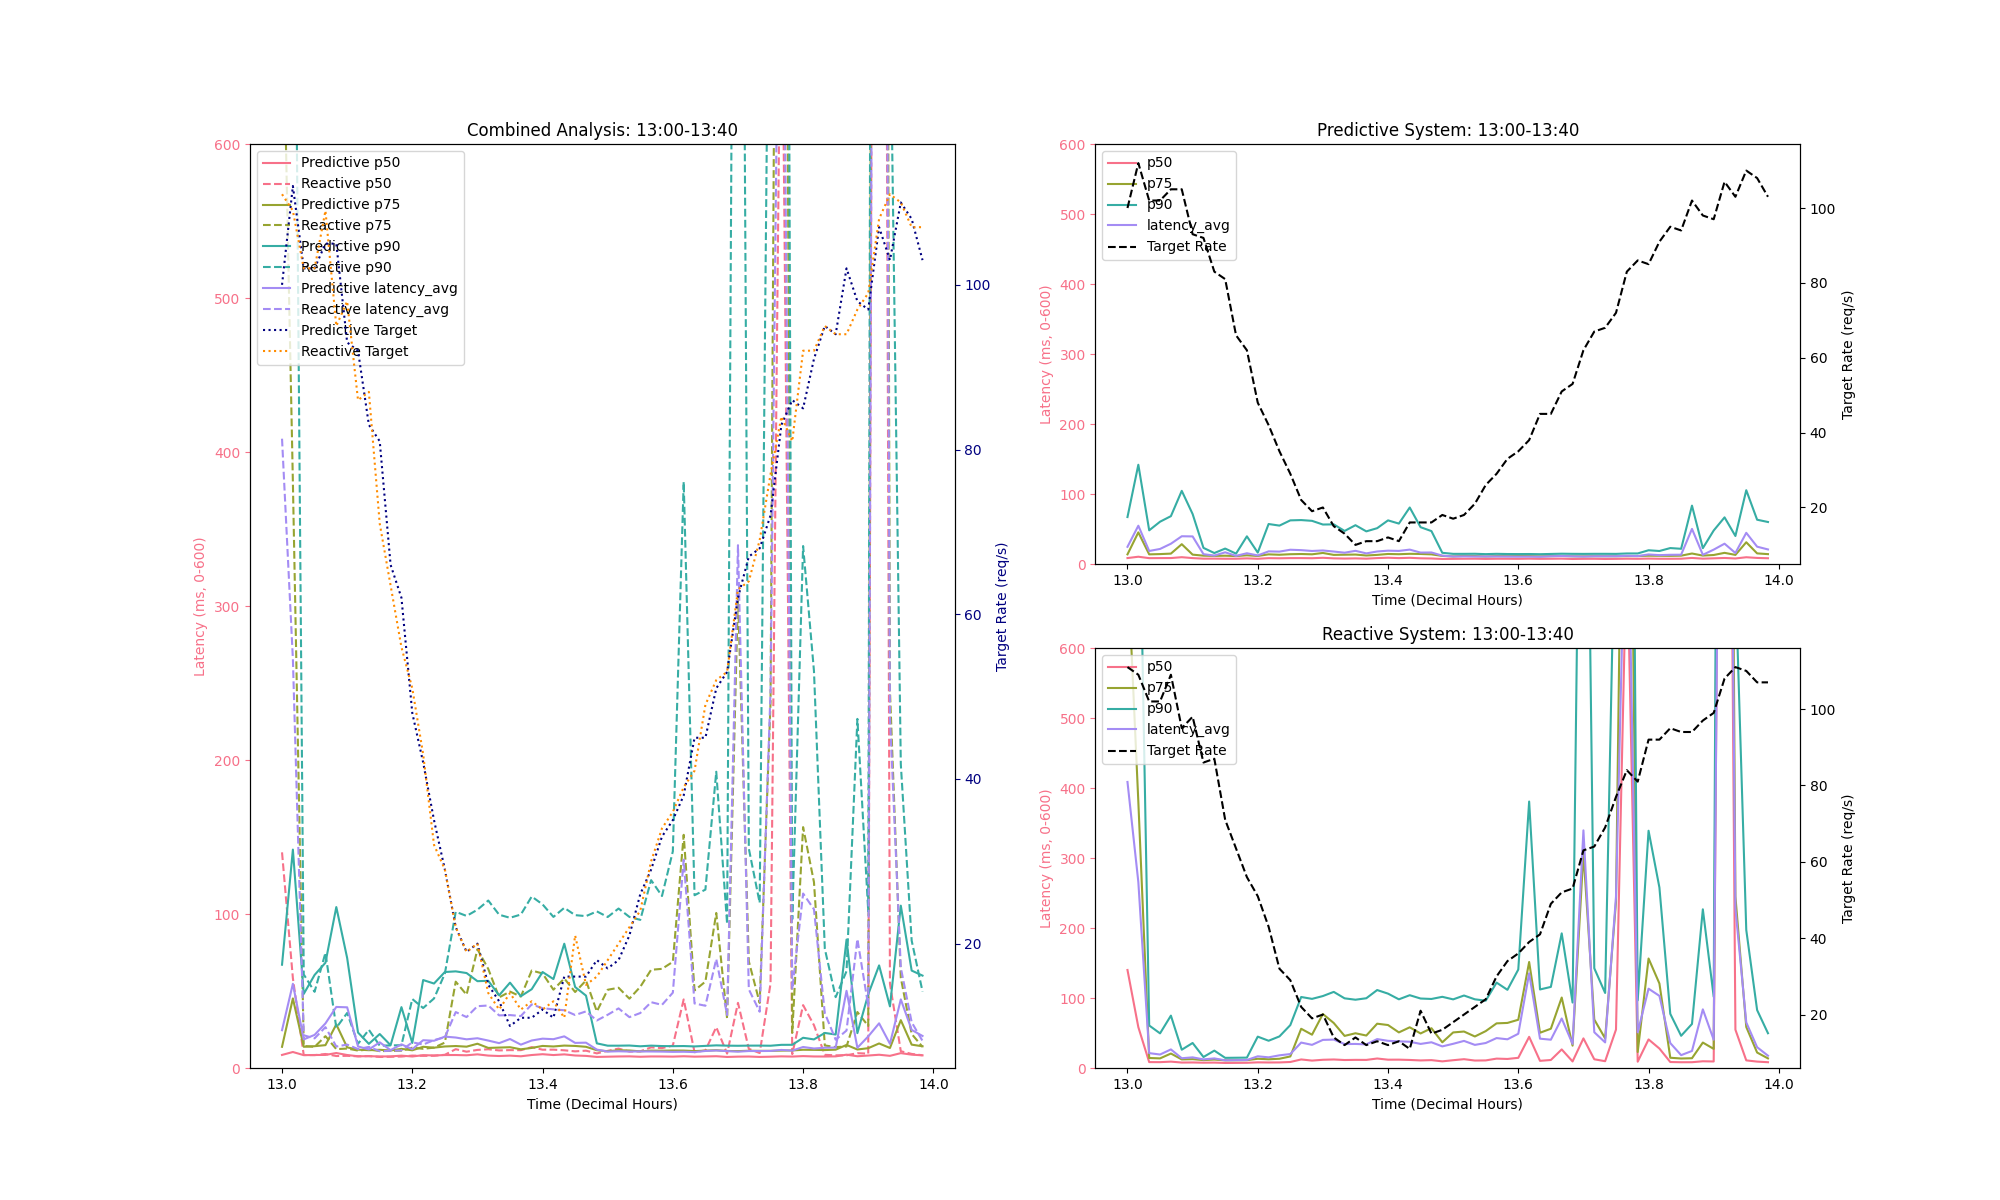 Combined Analysis: 13:00-13:40
Latency (ms, 0-600)
600
500
400
300
200
100
0
Predictive p50
Reactive p50
Predictive p75
Reactive p75
Predictive p90
Reactive p90
Predictive latency_avg
Reactive latency_avg
Predictive Target
Reactive Target
100
80
60
40
20
Target Rate (req/s)
13.0 13.2 13.4 13.6 13.8 14.0
Time (Decimal Hours)
Predictive System: 13:00-13:40
Latency (ms, 0-600)
600
500
400
300
200
100
0
p50
p75
p90
latency_avg
Target Rate
100
80
60
40
20
Target Rate (req/s)
13.0 13.2 13.4 13.6 13.8 14.0
Time (Decimal Hours)
Reactive System: 13:00-13:40
Latency (ms, 0-600)
600
500
400
300
200
100
0
p50
p75
p90
latency_avg
Target Rate
100
80
60
40
20
Target Rate (req/s)
13.0 13.2 13.4 13.6 13.8 14.0
Time (Decimal Hours)